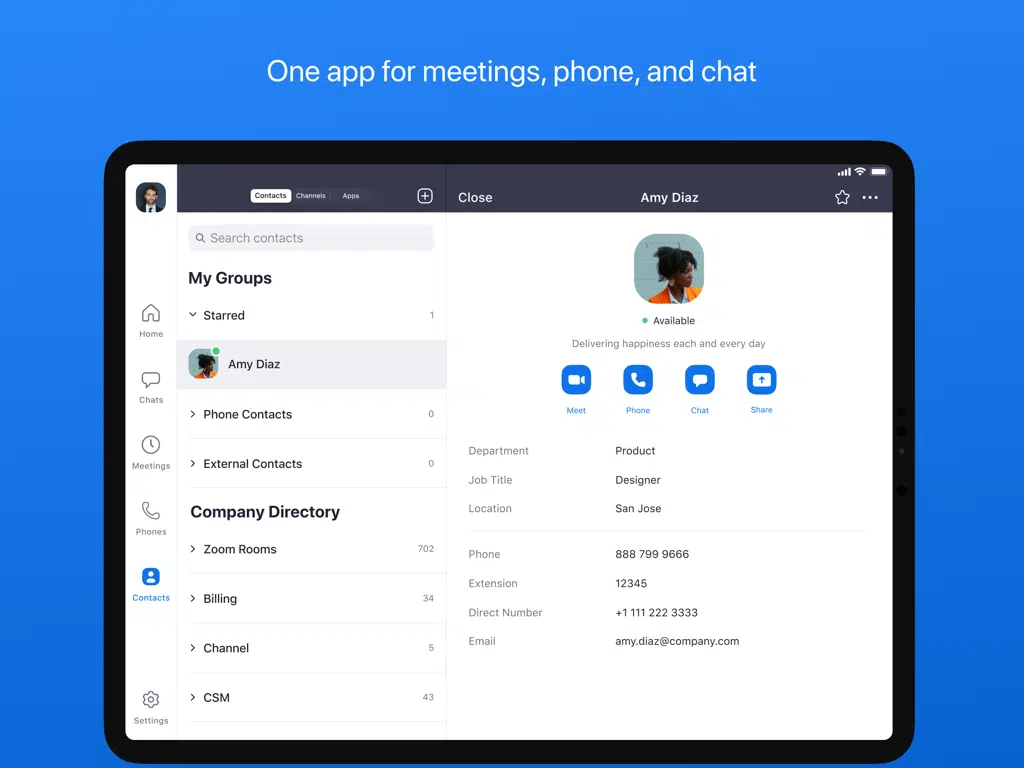 One app for meetings, phone, and chat
Contacts Channels Apps
Close
Amy Diaz
Search contacts
My Groups
Starred 1
Amy Diaz
Phone Contacts 0
External Contacts 0
Company Directory
Zoom Rooms 702
Billing 34
Channel 5
CSM 43
Home
Chats
Meetings
Phones
Contacts
Settings
Available
Delivering happiness each and every day
Meet Phone Chat Share
Department Product
Job Title Designer
Location San Jose
Phone 888 799 9666
Extension 12345
Direct Number +1 111 222 3333
Email amy.diaz@company.com